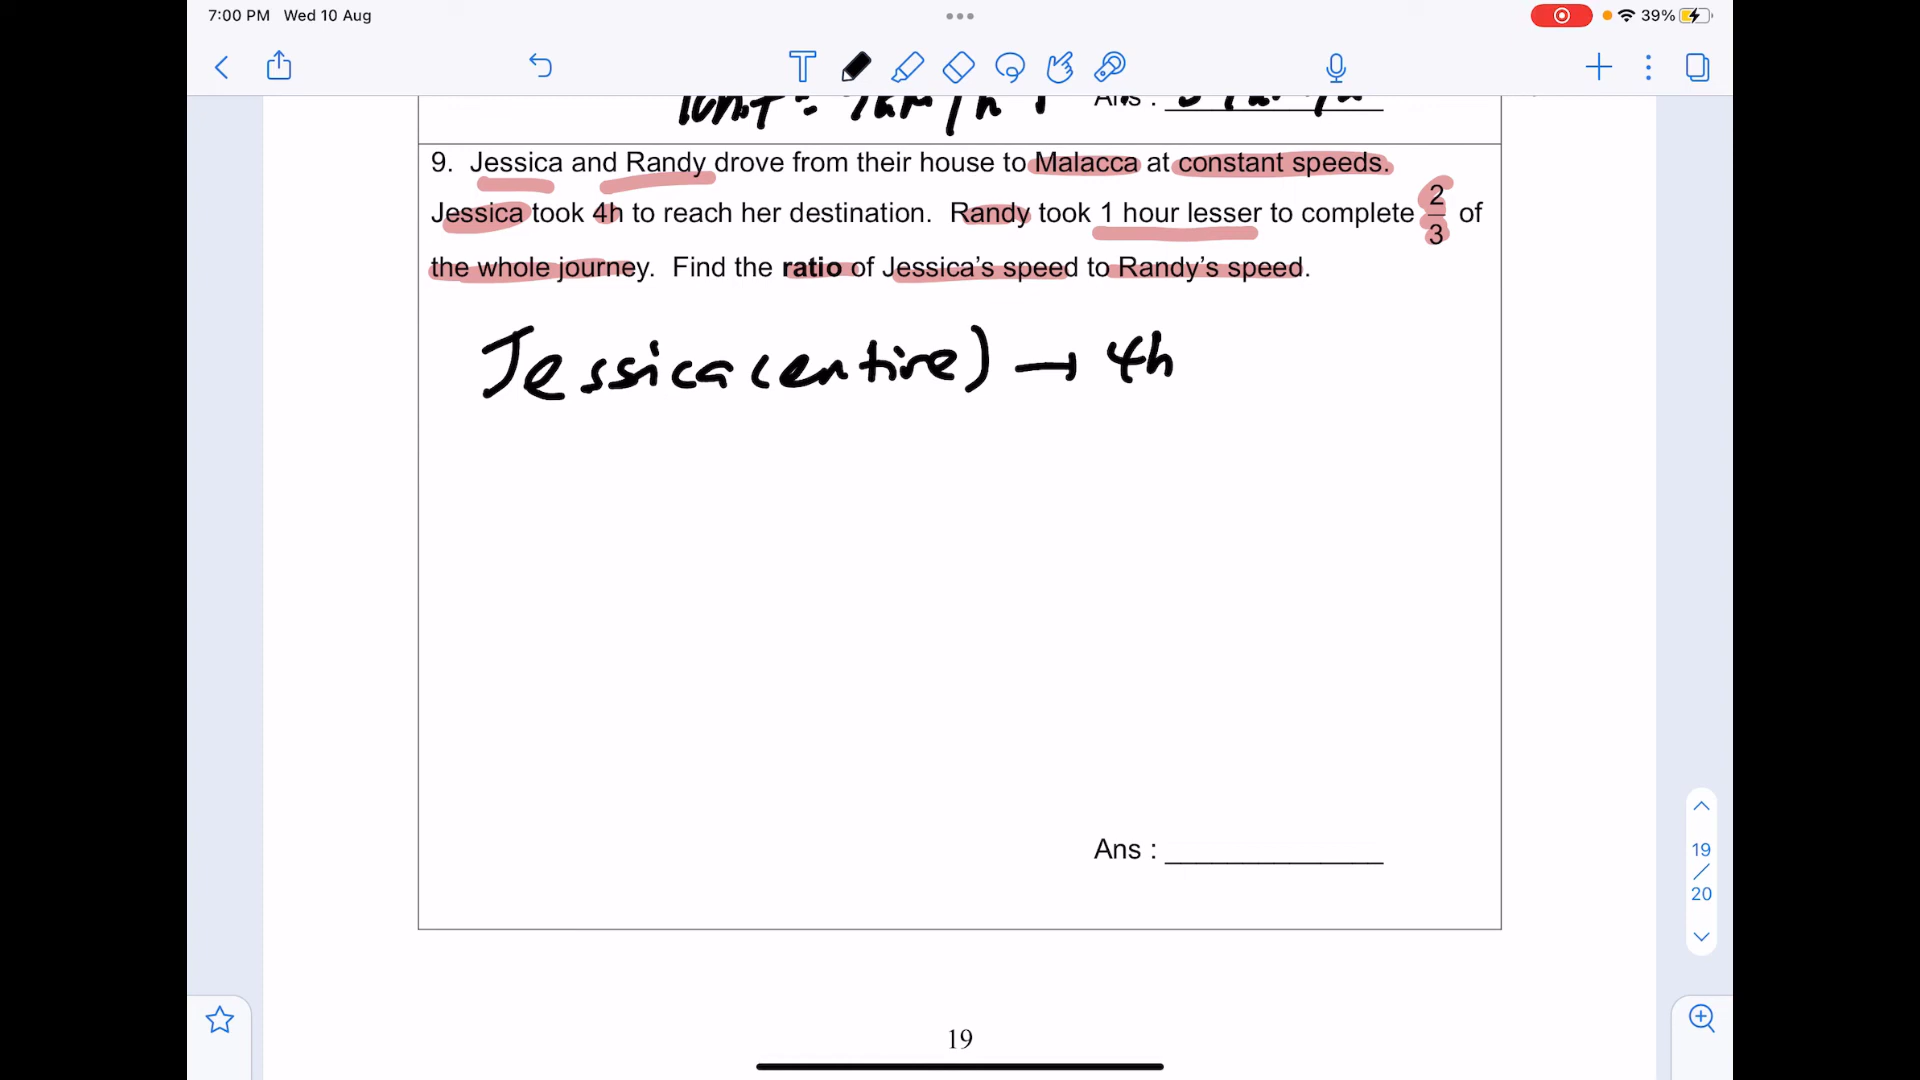 7:00 PM Wed 10 Aug
39%
Ans :
9. Jessica and Randy drove from their house to Malacca at constant speeds.
Jessica took 4h to reach her destination. Randy took 1 hour lesser to complete 2/3 of
the whole journey. Find the ratio of Jessica's speed to Randy's speed.
Jessica (entire) → 4h
Ans :
19
/
20
19